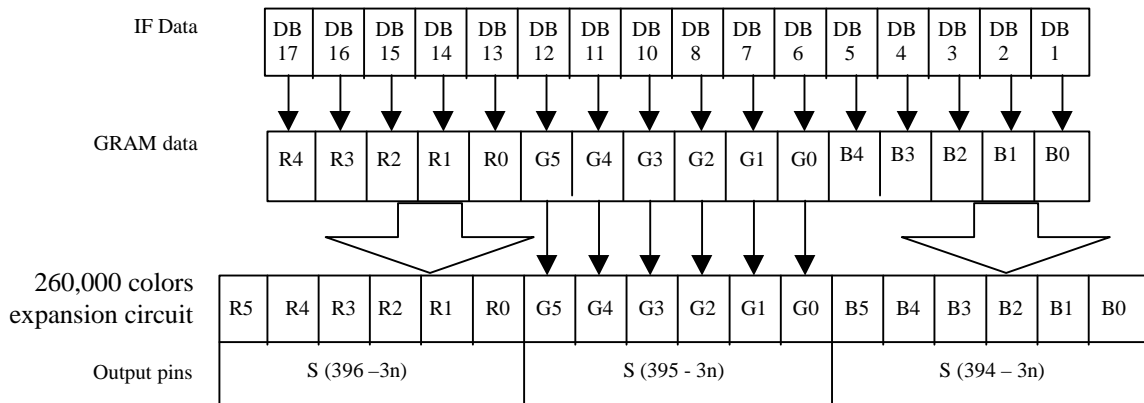 IF Data
DB 17 DB 16 DB 15 DB 14 DB 13 DB 12 DB 11 DB 10 DB 8 DB 7 DB 6 DB 5 DB 4 DB 3 DB 2 DB 1
GRAM data
R4 R3 R2 R1 R0 G5 G4 G3 G2 G1 G0 B4 B3 B2 B1 B0
260,000 colors
expansion circuit
R5 R4 R3 R2 R1 R0 G5 G4 G3 G2 G1 G0 B5 B4 B3 B2 B1 B0
Output pins
S (396 –3n) S (395 - 3n) S (394 – 3n)